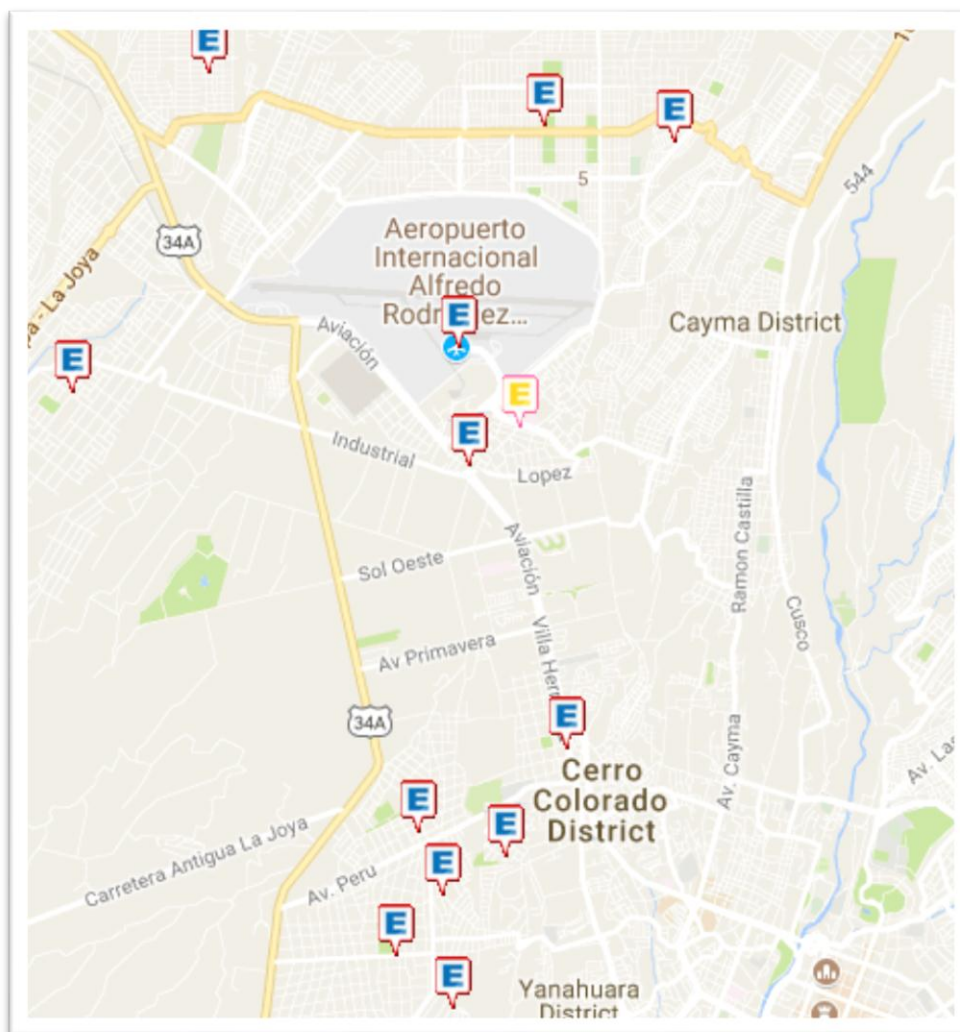 E
E
E
5
544
34A
Aeropuerto
Internacional
Alfredo
E
- La Joya
Cayma District
Aviación
E
E
E
Industrial
Lopez
Ramon Castilla
Aviación
Sol Oeste
Cusco
Av Primavera
34A
E
Av. Cayma
Cerro
Colorado
District
E
E
Carretera Antigua La Joya
Av. Peru
E
E
E
Yanahuara
District